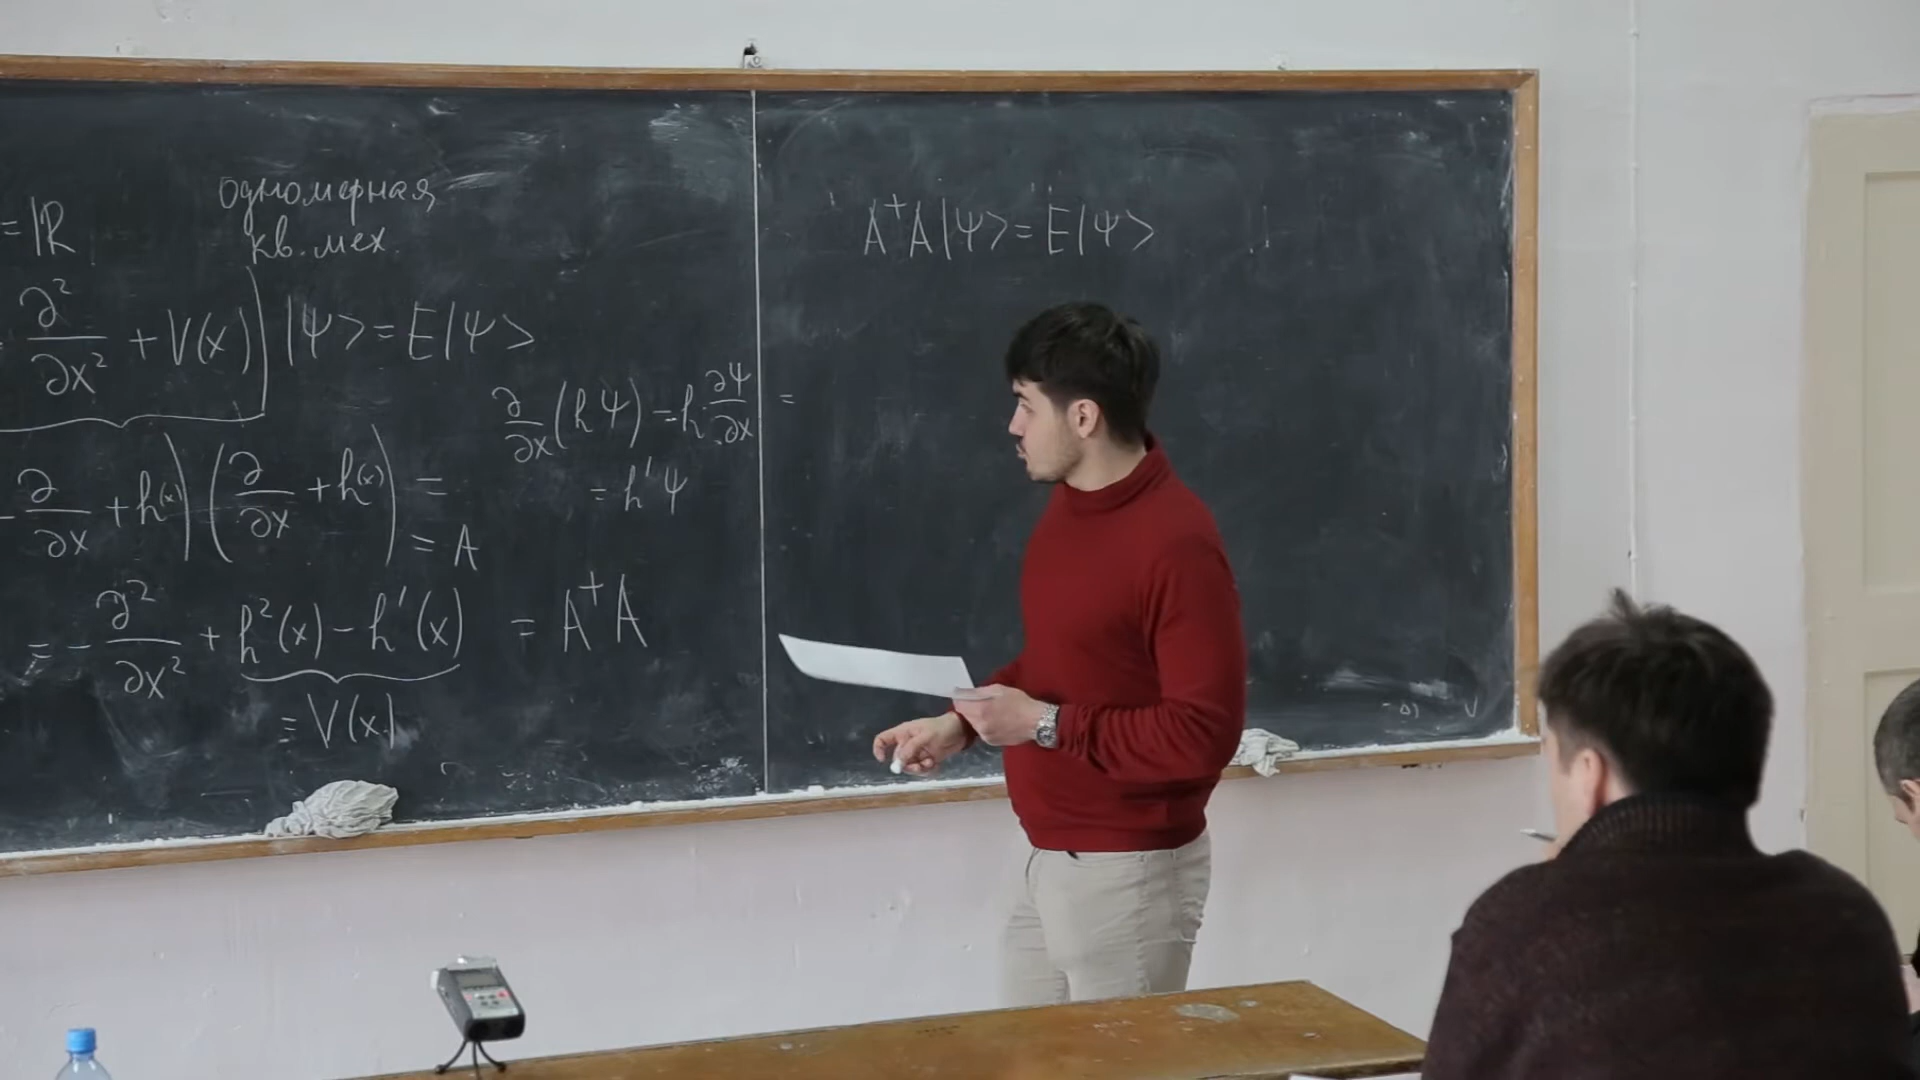 = ℝ
одномерная
кв. мех.
∂²/∂x² + V(x)] |ψ> = E|ψ>
∂/∂x (hψ) - h·∂ψ/∂x =
= h'ψ
- ∂/∂x + h(x)) (∂/∂x + h(x)) =
= A
= - ∂²/∂x² + h²(x) - h'(x) = A⁺A
= V(x)
A⁺A|ψ> = E|ψ>